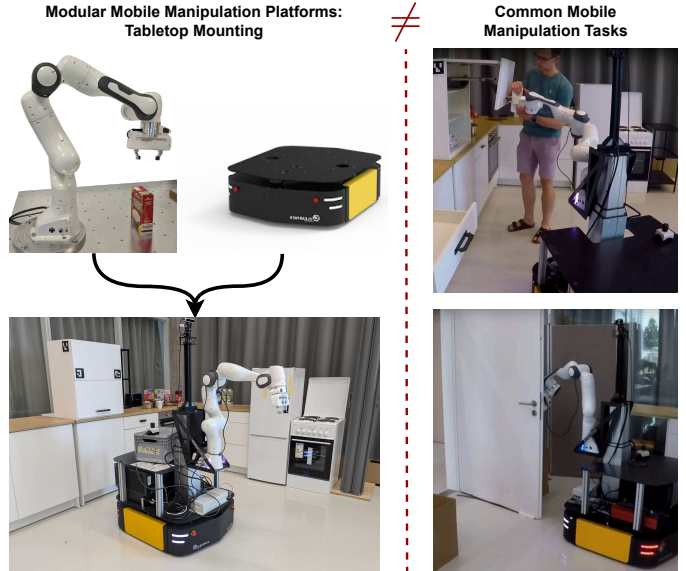 Modular Mobile Manipulation Platforms:
Tabletop Mounting
≠
Common Mobile
Manipulation Tasks